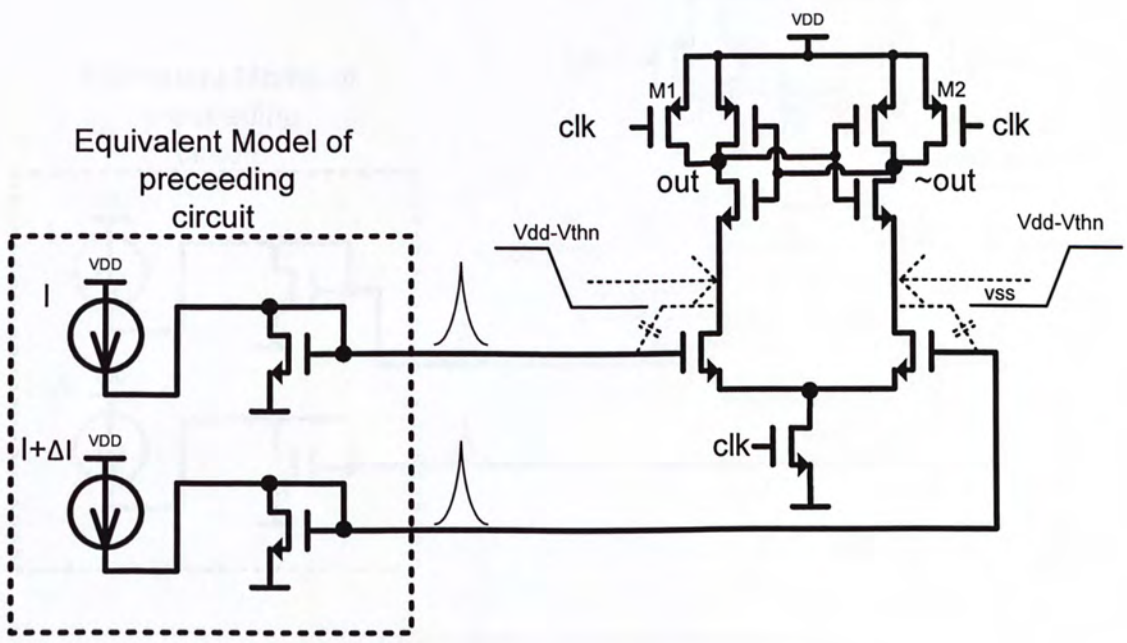 VDD
M1
M2
clk
clk
Equivalent Model of
preceeding
circuit
out
~out
Vdd-Vthn
Vdd-Vthn
VDD
I
vss
I+ΔI
VDD
clk